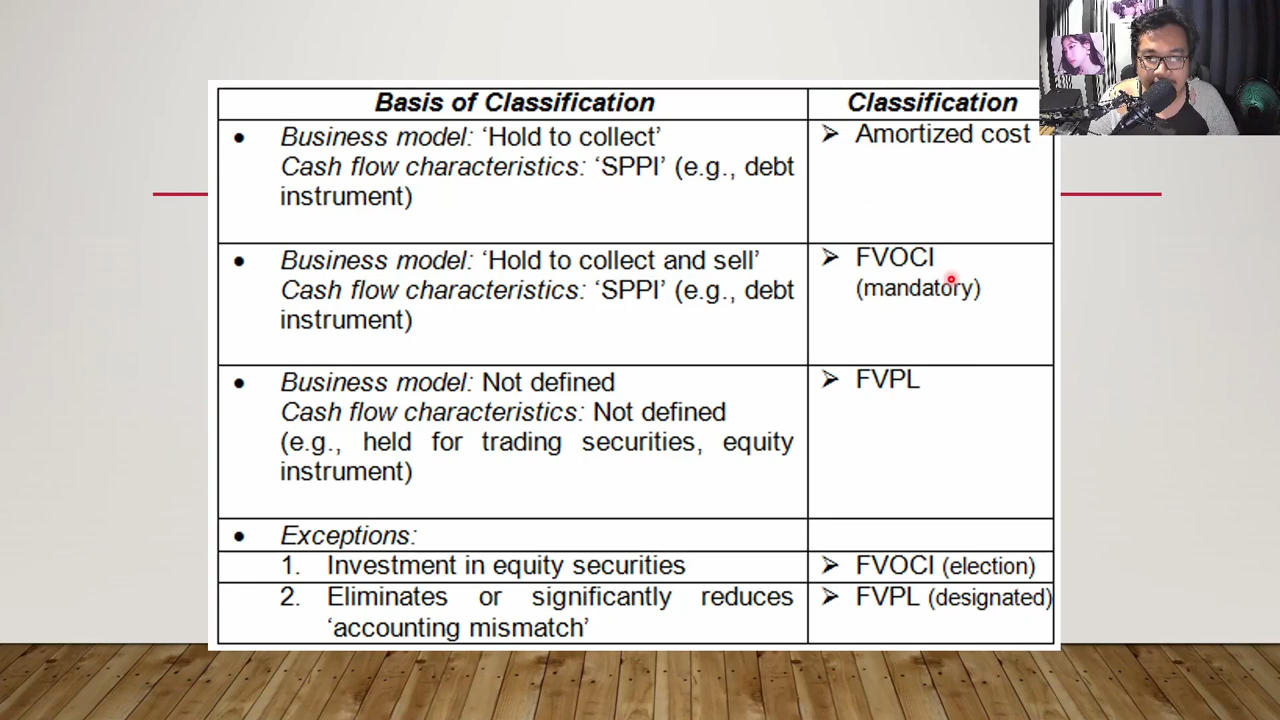 Basis of Classification
Classification
• Business model: ‘Hold to collect’
Cash flow characteristics: ‘SPPI’ (e.g., debt
instrument)
➢ Amortized cost
• Business model: ‘Hold to collect and sell’
Cash flow characteristics: ‘SPPI’ (e.g., debt
instrument)
➢ FVOCI
(mandatory)
• Business model: Not defined
Cash flow characteristics: Not defined
(e.g., held for trading securities, equity
instrument)
➢ FVPL
• Exceptions:
1. Investment in equity securities
➢ FVOCI (election)
2. Eliminates or significantly reduces
‘accounting mismatch’
➢ FVPL (designated)